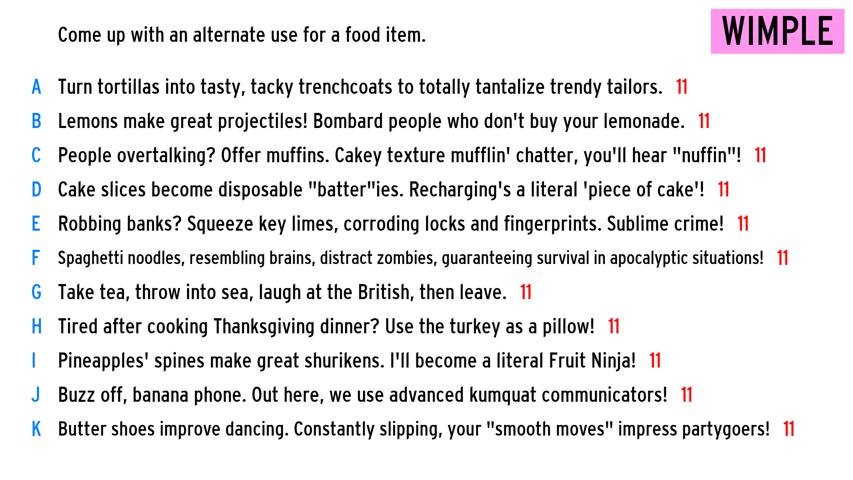 Come up with an alternate use for a food item.
WIMPLE
A Turn tortillas into tasty, tacky trenchcoats to totally tantalize trendy tailors. 11
B Lemons make great projectiles! Bombard people who don't buy your lemonade. 11
C People overtalking? Offer muffins. Cakey texture mufflin' chatter, you'll hear "nuffin"! 11
D Cake slices become disposable "batter"ies. Recharging's a literal 'piece of cake'! 11
E Robbing banks? Squeeze key limes, corroding locks and fingerprints. Sublime crime! 11
F Spaghetti noodles, resembling brains, distract zombies, guaranteeing survival in apocalyptic situations! 11
G Take tea, throw into sea, laugh at the British, then leave. 11
H Tired after cooking Thanksgiving dinner? Use the turkey as a pillow! 11
I Pineapples' spines make great shurikens. I'll become a literal Fruit Ninja! 11
J Buzz off, banana phone. Out here, we use advanced kumquat communicators! 11
K Butter shoes improve dancing. Constantly slipping, your "smooth moves" impress partygoers! 11